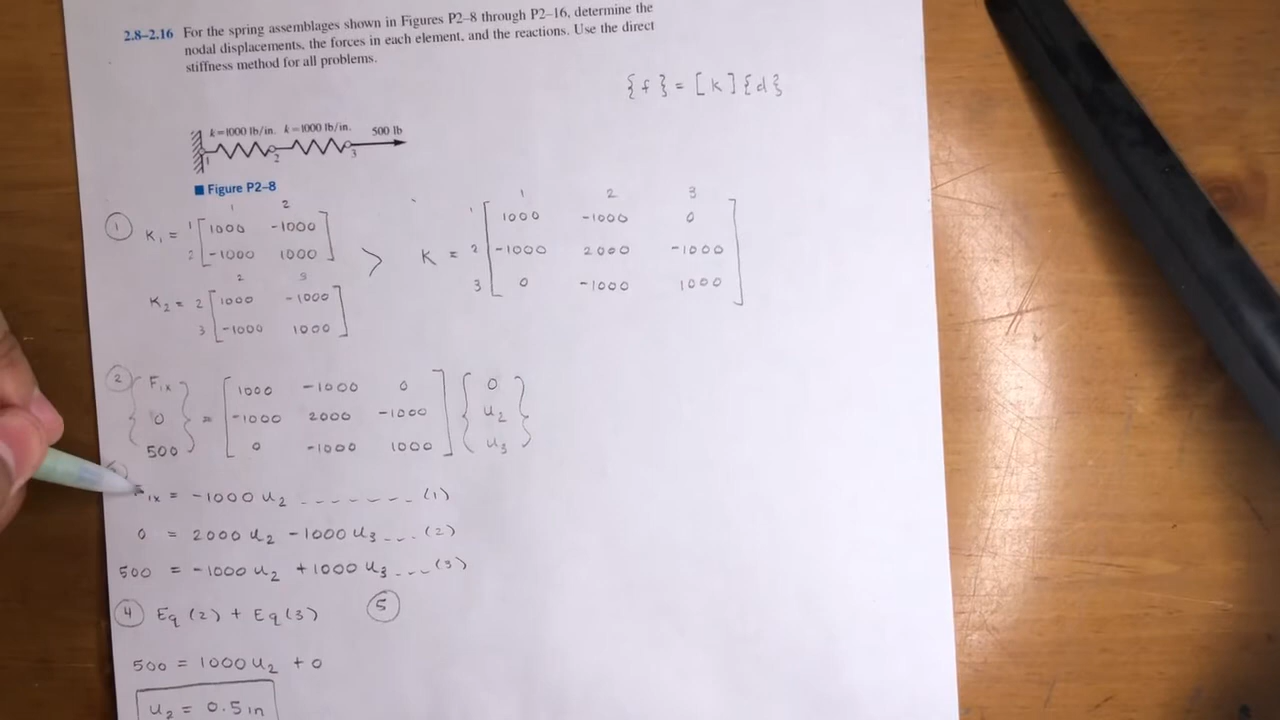 2.8–2.16 For the spring assemblages shown in Figures P2–8 through P2–16, determine the
nodal displacements, the forces in each element, and the reactions. Use the direct
stiffness method for all problems.
{f} = [K]{d}
k=1000 lb/in. k=1000 lb/in. 500 lb
1 2 3
■ Figure P2–8
1
1 2
K₁ = 1 [1000 -1000
2 -1000 1000]
2 3
K₂ = 2 [1000 -1000
3 -1000 1000]
>
1 2 3
1 [1000 -1000 0
K = 2 -1000 2000 -1000
3 0 -1000 1000]
2
{F₁ₓ [1000 -1000 0 {0
0 = -1000 2000 -1000 u₂
500} 0 -1000 1000] u₃}
F₁ₓ = -1000 u₂ ------- (1)
0 = 2000 u₂ - 1000 u₃ --- (2)
500 = -1000 u₂ + 1000 u₃ --- (3)
4 Eq (2) + Eq (3)
5
500 = 1000 u₂ + 0
u₂ = 0.5 in